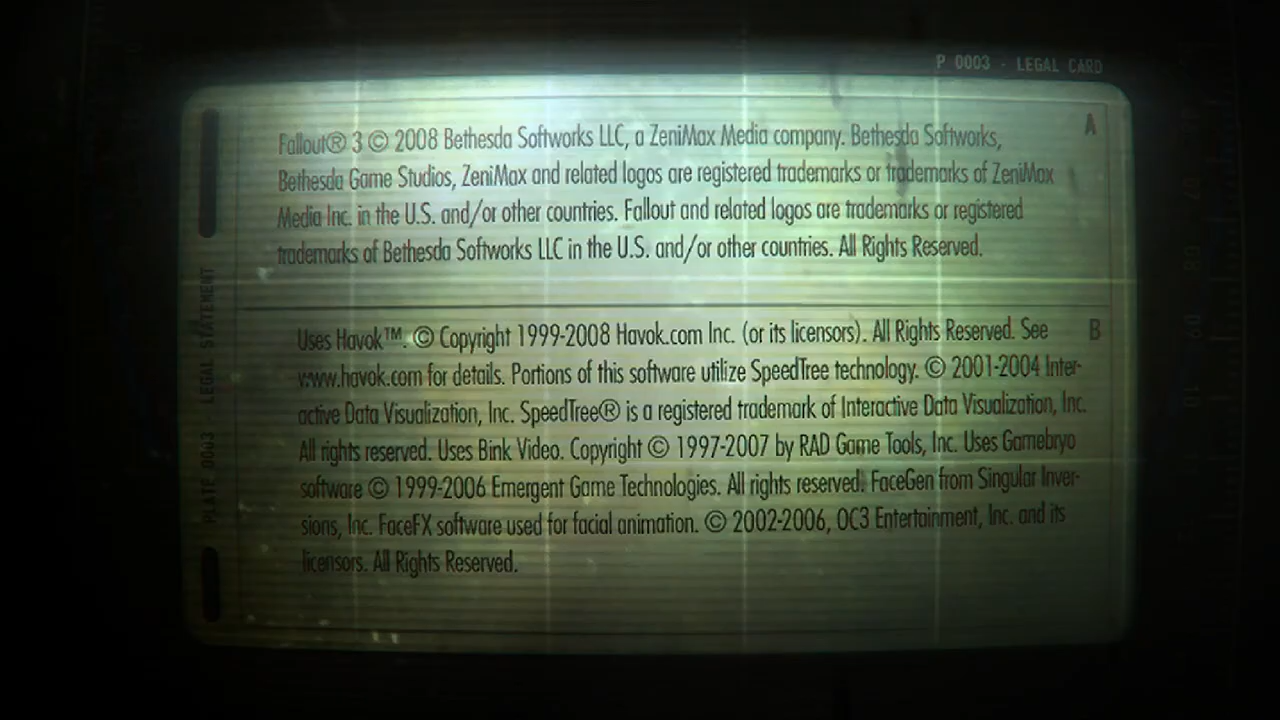 P 0003 - LEGAL CARD
A
Fallout® 3 © 2008 Bethesda Softworks LLC, a ZeniMax Media company. Bethesda Softworks,
Bethesda Game Studios, ZeniMax and related logos are registered trademarks or trademarks of ZeniMax
Media Inc. in the U.S. and/or other countries. Fallout and related logos are trademarks or registered
trademarks of Bethesda Softworks LLC in the U.S. and/or other countries. All Rights Reserved.
B
Uses Havok™. © Copyright 1999-2008 Havok.com Inc. (or its licensors). All Rights Reserved. See
www.havok.com for details. Portions of this software utilize SpeedTree technology. © 2001-2004 Inter-
active Data Visualization, Inc. SpeedTree® is a registered trademark of Interactive Data Visualization, Inc.
All rights reserved. Uses Bink Video. Copyright © 1997-2007 by RAD Game Tools, Inc. Uses Gamebryo
software © 1999-2006 Emergent Game Technologies. All rights reserved. FaceGen from Singular Inver-
sions, Inc. FaceFX software used for facial animation. © 2002-2006, OC3 Entertainment, Inc. and its
licensors. All Rights Reserved.
PLATE 0003 - LEGAL STATEMENT